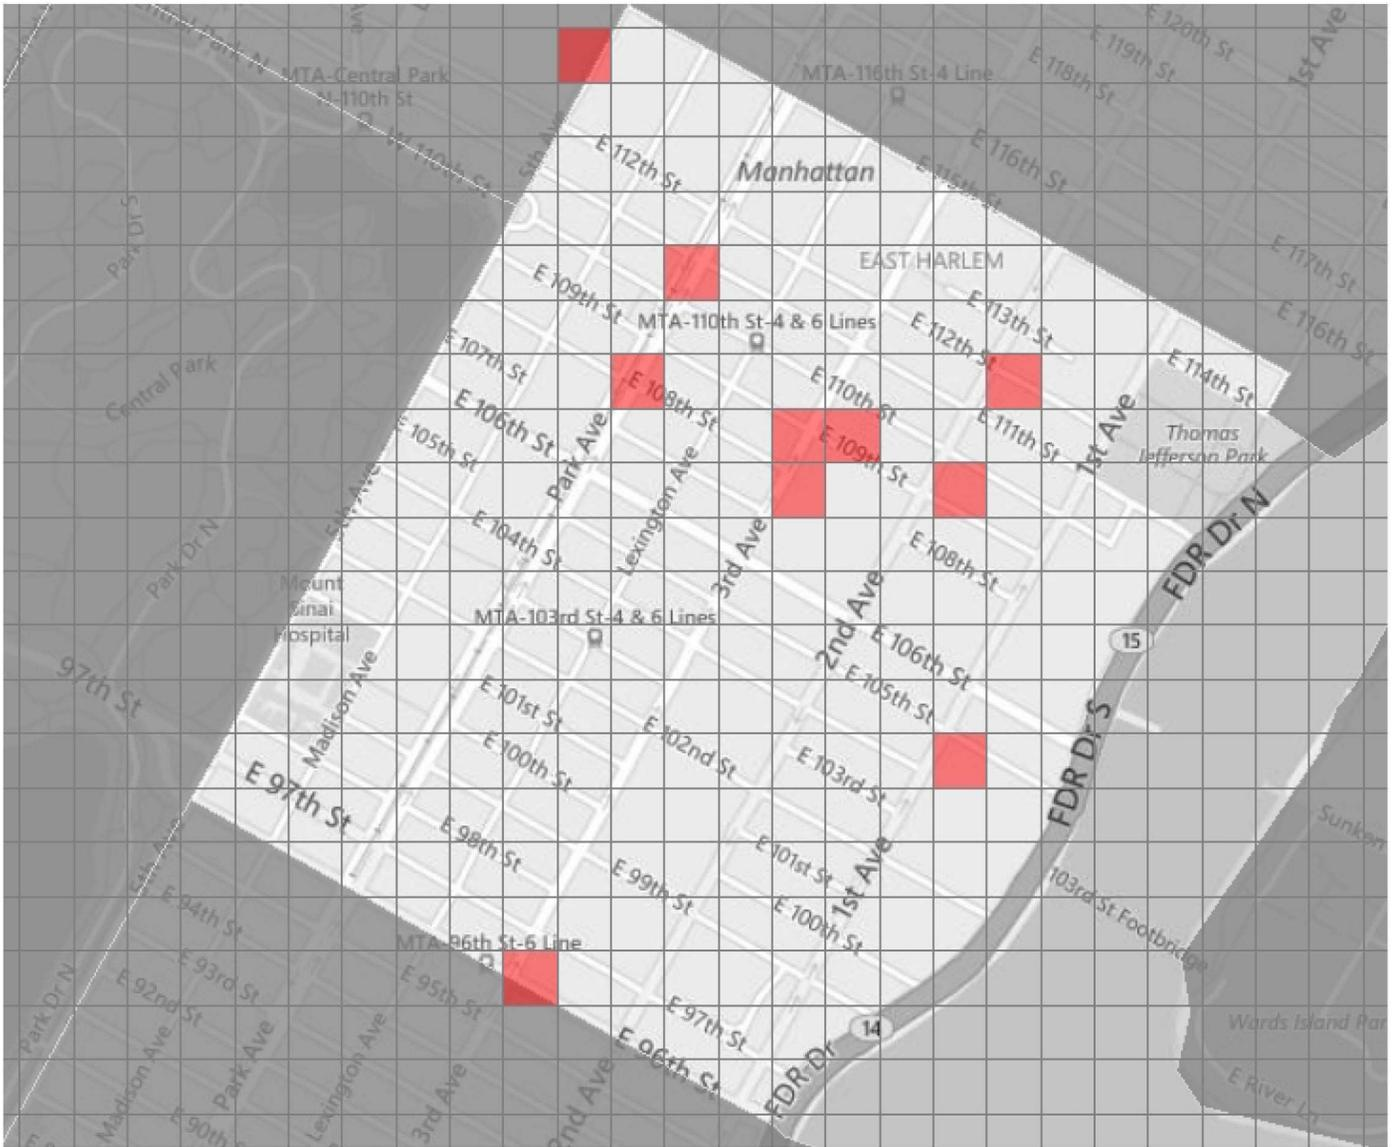 E 120th St
E 119th St
E 118th St
1st Ave
Central Park N
MTA-Central Park
N-110th St
MTA-116th St-4 Line
W 110th St
5th Ave
E 112th St
Manhattan
E 116th St
E 115th St
Park Dr S
E 117th St
EAST HARLEM
E 109th St
E 113th St
E 116th St
MTA-110th St-4 & 6 Lines
E 112th St
E 107th St
E 114th St
Central Park
E 108th St
E 110th St
E 106th St
E 111th St
1st Ave
Thomas
Jefferson Park
E 105th St
Park Ave
E 109th St
5th Ave
Lexington Ave
E 104th St
3rd Ave
FDR Dr N
Park Dr N
E 108th St
Mount
Sinai
Hospital
MTA-103rd St-4 & 6 Lines
2nd Ave
15
E 106th St
97th St
Madison Ave
E 101st St
E 105th St
E 102nd St
FDR Dr S
E 100th St
E 103rd St
E 97th St
Sunken
E 98th St
E 101st St
1st Ave
5th Ave
E 99th St
103rd St Footbridge
E 94th St
E 100th St
MTA-96th St-6 Line
E 93rd St
E 95th St
E 92nd St
Park Dr N
E 97th St
14
Wards Island Par
E 96th St
FDR Dr
Madison Ave
Park Ave
Lexington Ave
3rd Ave
2nd Ave
E River Ln
E 90th S